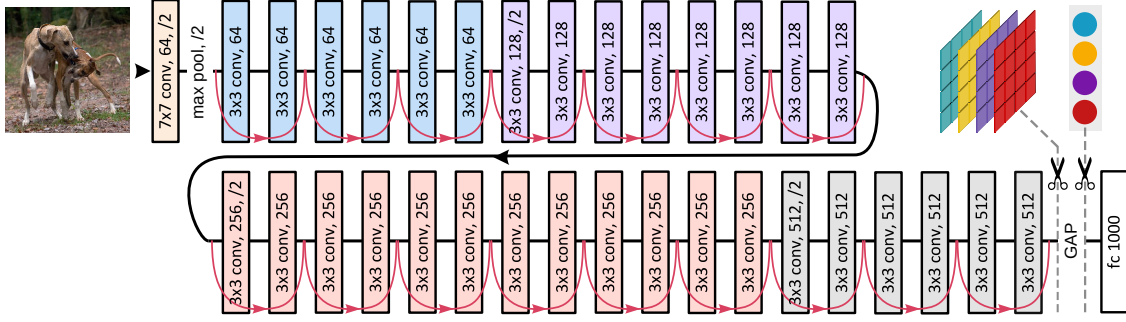 7x7 conv, 64, /2
max pool, /2
3x3 conv, 64
3x3 conv, 64
3x3 conv, 64
3x3 conv, 64
3x3 conv, 64
3x3 conv, 64
3x3 conv, 128, /2
3x3 conv, 128
3x3 conv, 128
3x3 conv, 128
3x3 conv, 128
3x3 conv, 128
3x3 conv, 128
3x3 conv, 128
3x3 conv, 256, /2
3x3 conv, 256
3x3 conv, 256
3x3 conv, 256
3x3 conv, 256
3x3 conv, 256
3x3 conv, 256
3x3 conv, 256
3x3 conv, 256
3x3 conv, 256
3x3 conv, 256
3x3 conv, 256
3x3 conv, 512, /2
3x3 conv, 512
3x3 conv, 512
3x3 conv, 512
3x3 conv, 512
3x3 conv, 512
GAP
fc 1000